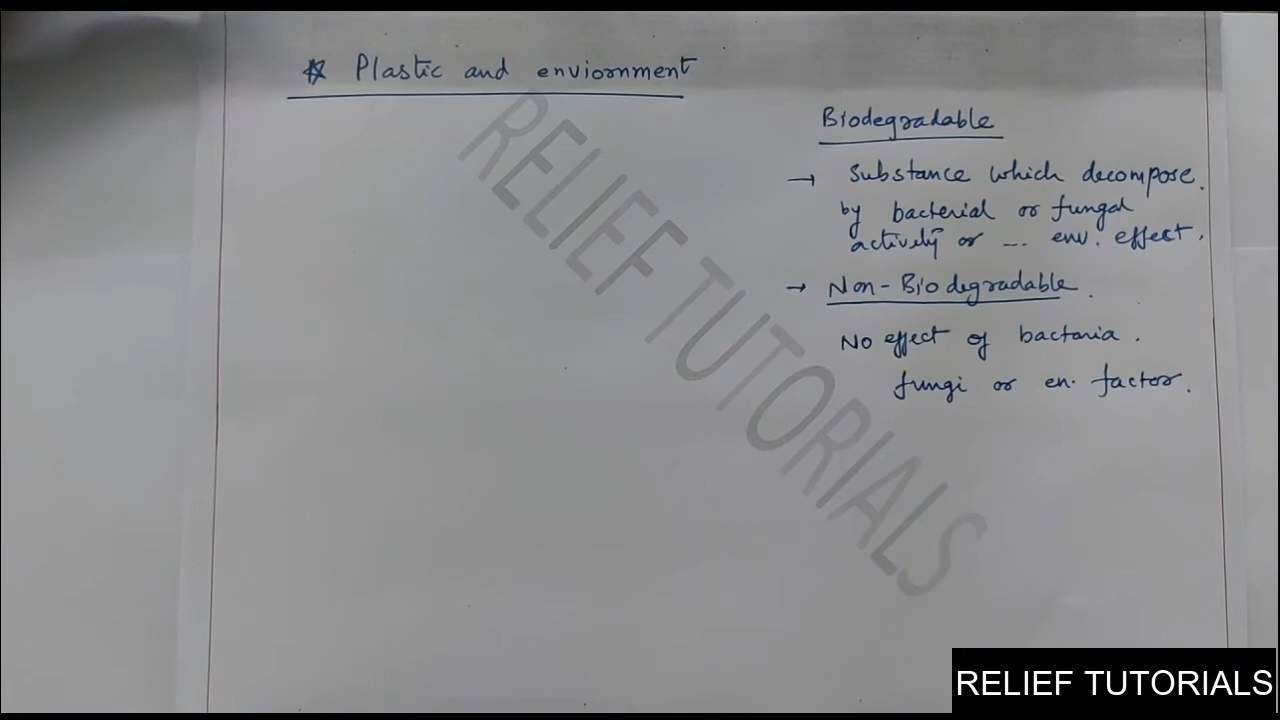 ☆ Plastic and enviornment
Biodegradable
→ Substance which decompose.
by bacterial or fungal
actively or ... env. effect.
→ Non-Biodegradable.
No effect of bactaria.
fungi or en. factor.
RELIEF TUTORIALS
RELIEF TUTORIALS